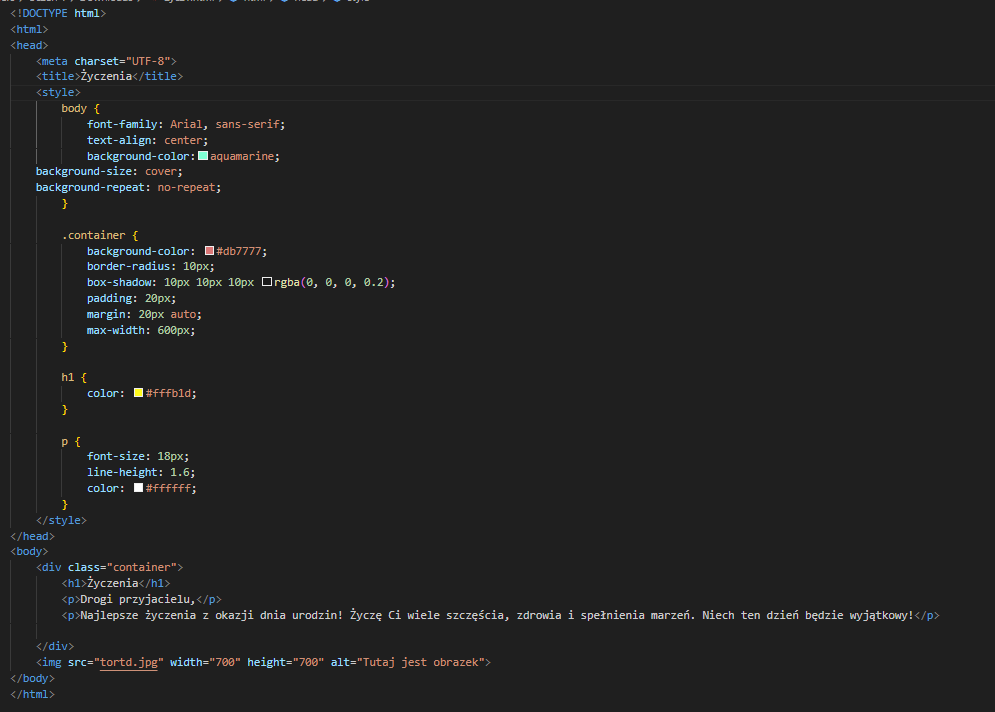 <!DOCTYPE html>
<html>
<head>
    <meta charset="UTF-8">
    <title>Życzenia</title>
    <style>
        body {
            font-family: Arial, sans-serif;
            text-align: center;
            background-color: aquamarine;
    background-size: cover;
    background-repeat: no-repeat;
        }

        .container {
            background-color: #db7777;
            border-radius: 10px;
            box-shadow: 10px 10px 10px rgba(0, 0, 0, 0.2);
            padding: 20px;
            margin: 20px auto;
            max-width: 600px;
        }

        h1 {
            color: #fffb1d;
        }

        p {
            font-size: 18px;
            line-height: 1.6;
            color: #ffffff;
        }
    </style>
</head>
<body>
    <div class="container">
        <h1>Życzenia</h1>
        <p>Drogi przyjacielu,</p>
        <p>Najlepsze życzenia z okazji dnia urodzin! Życzę Ci wiele szczęścia, zdrowia i spełnienia marzeń. Niech ten dzień będzie wyjątkowy!</p>

    </div>
    <img src="tortd.jpg" width="700" height="700" alt="Tutaj jest obrazek">
</body>
</html>